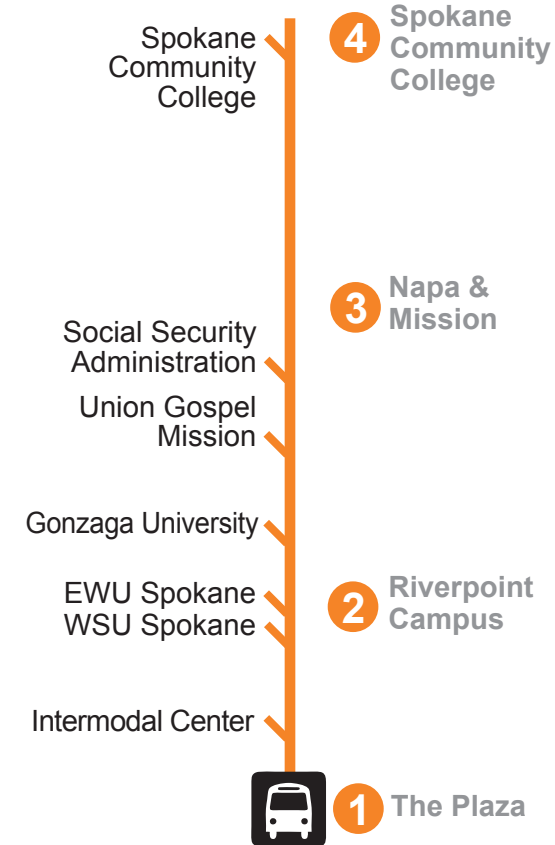 Spokane
Community
College
4
Spokane
Community
College
3
Napa &
Mission
Social Security
Administration
Union Gospel
Mission
Gonzaga University
EWU Spokane
WSU Spokane
2
Riverpoint
Campus
Intermodal Center
1
The Plaza